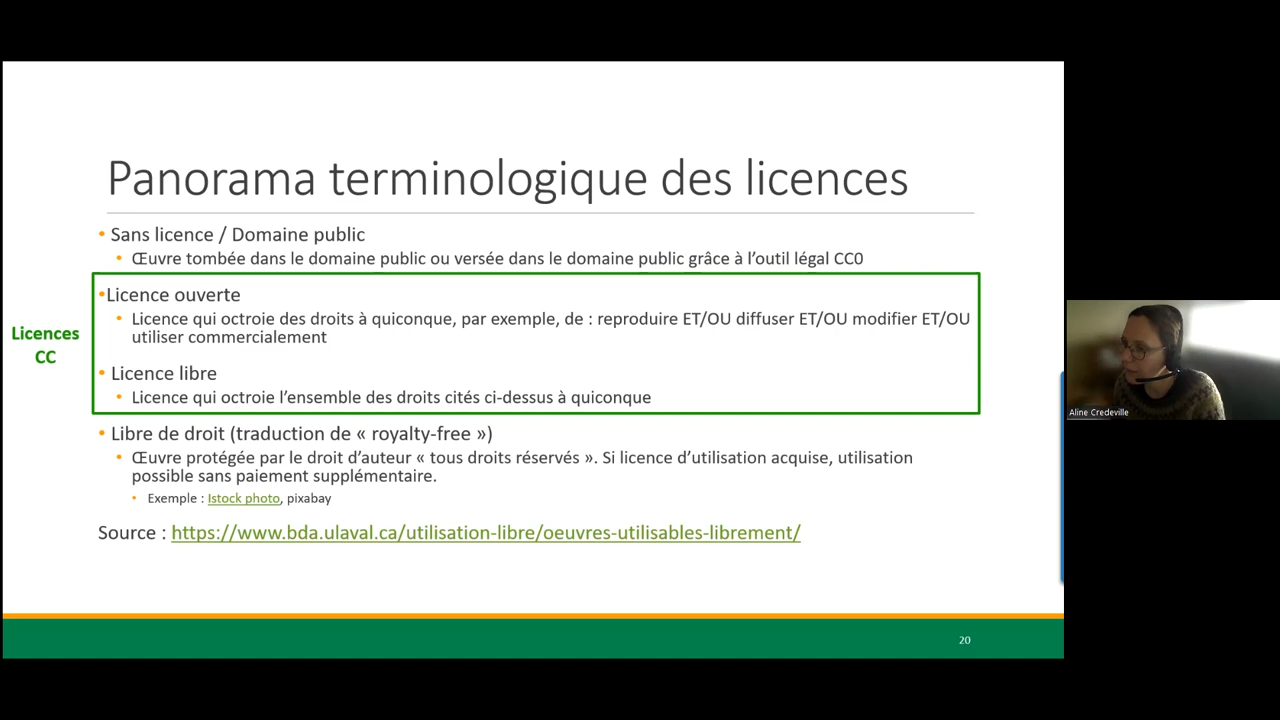 Panorama terminologique des licences
• Sans licence / Domaine public
• Œuvre tombée dans le domaine public ou versée dans le domaine public grâce à l'outil légal CC0
Licences
CC
•Licence ouverte
• Licence qui octroie des droits à quiconque, par exemple, de : reproduire ET/OU diffuser ET/OU modifier ET/OU
utiliser commercialement
• Licence libre
• Licence qui octroie l'ensemble des droits cités ci-dessus à quiconque
• Libre de droit (traduction de « royalty-free »)
• Œuvre protégée par le droit d'auteur « tous droits réservés ». Si licence d'utilisation acquise, utilisation
possible sans paiement supplémentaire.
• Exemple : Istock photo, pixabay
Source : https://www.bda.ulaval.ca/utilisation-libre/oeuvres-utilisables-librement/
20
Aline Credeville